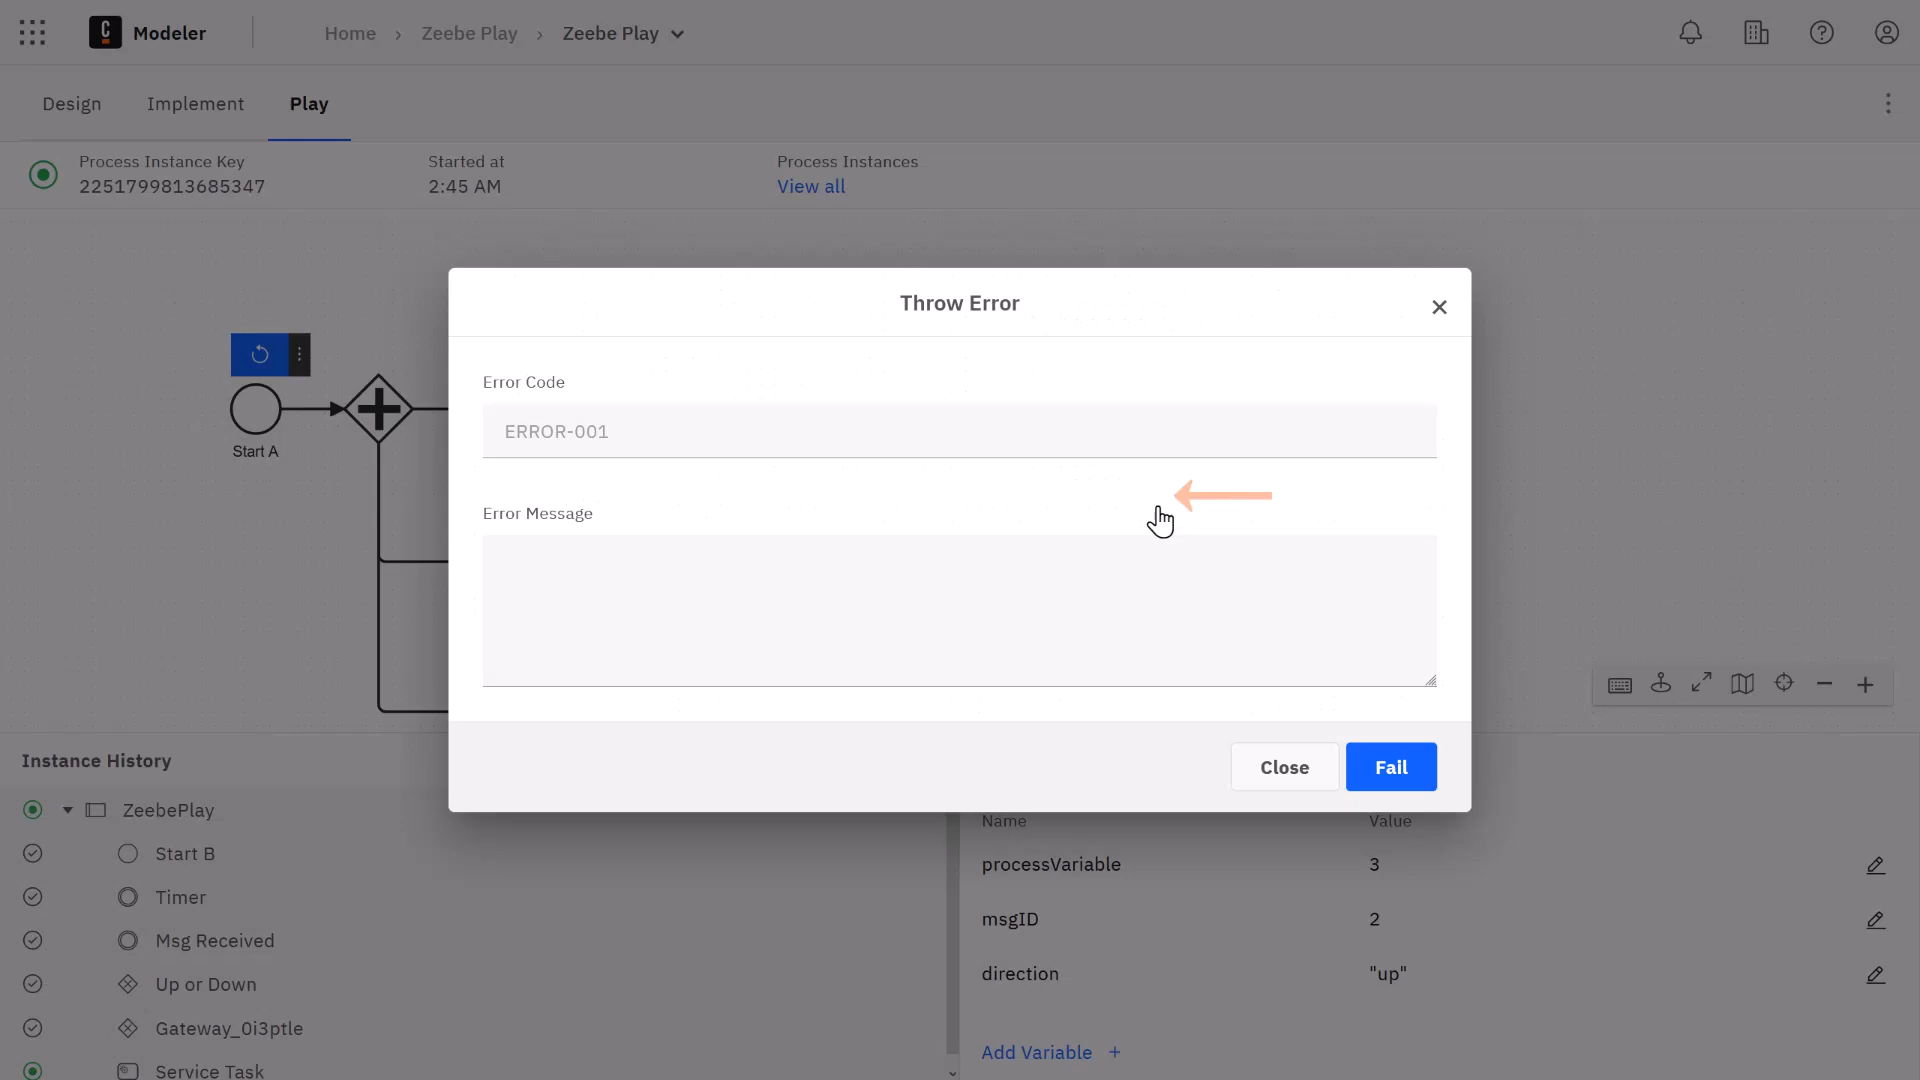 C Modeler
Home › Zeebe Play › Zeebe Play
Design Implement Play
Process Instance Key Started at Process Instances
2251799813685347 2:45 AM View all
Throw Error
Error Code
ERROR-001
Start A
Error Message
Close Fail
Instance History
ZeebePlay
Name Value
Start B
processVariable 3
Timer
msgID 2
Msg Received
direction "up"
Up or Down
Gateway_0i3ptle
Add Variable +
Service Task